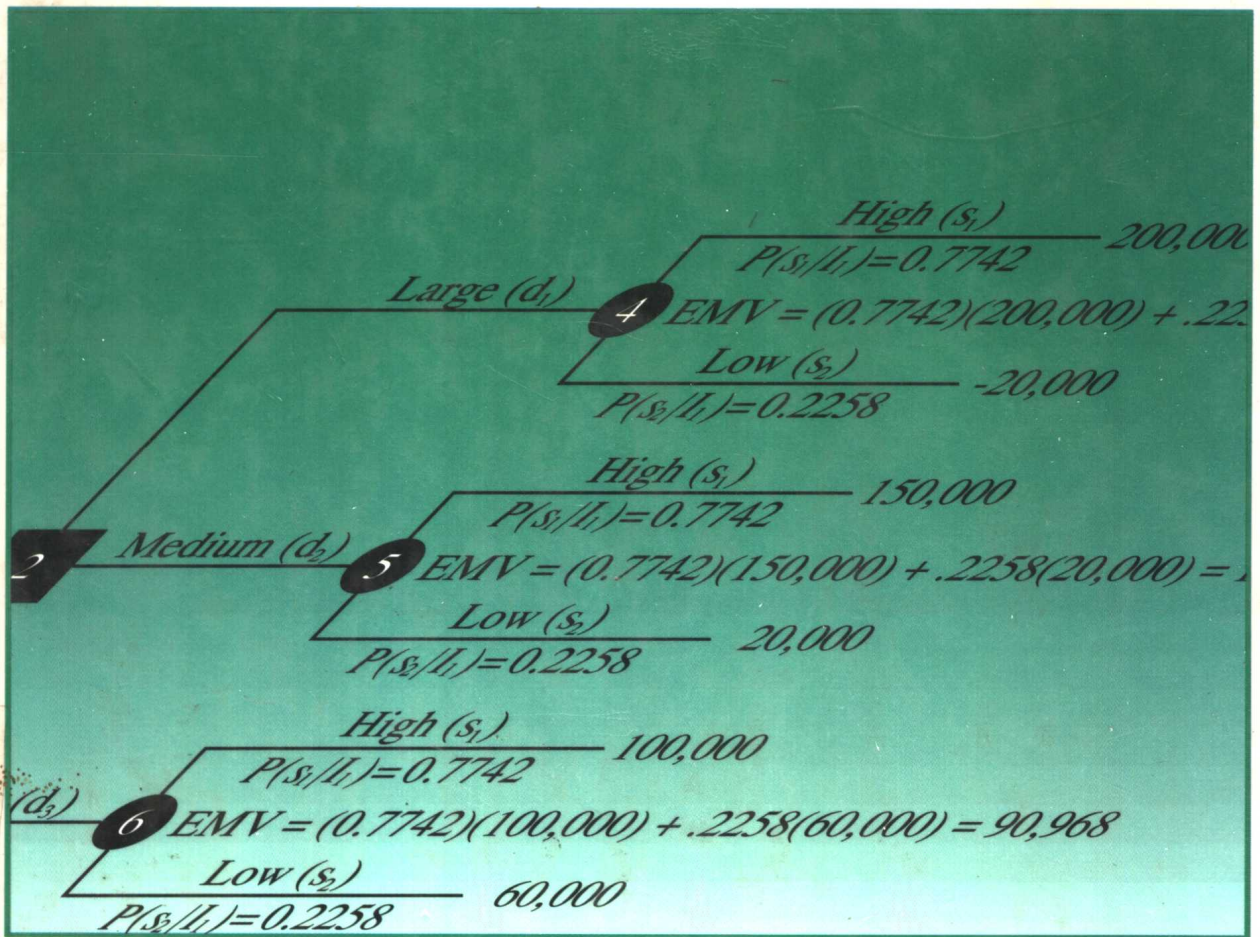 High (s₁)
200,000
P(s₁/I₁)=0.7742
Large (d₁)
4
EMV = (0.7742)(200,000) + .22
Low (s₂)
-20,000
P(s₂/I₁)=0.2258
High (s₁)
150,000
P(s₁/I₁)=0.7742
2
Medium (d₂)
5
EMV = (0.7742)(150,000) + .2258(20,000) =
Low (s₂)
20,000
P(s₂/I₁)=0.2258
High (s₁)
100,000
P(s₁/I₁)=0.7742
(d₃)
6
EMV = (0.7742)(100,000) + .2258(60,000) = 90,968
Low (s₂)
60,000
P(s₂/I₁)=0.2258